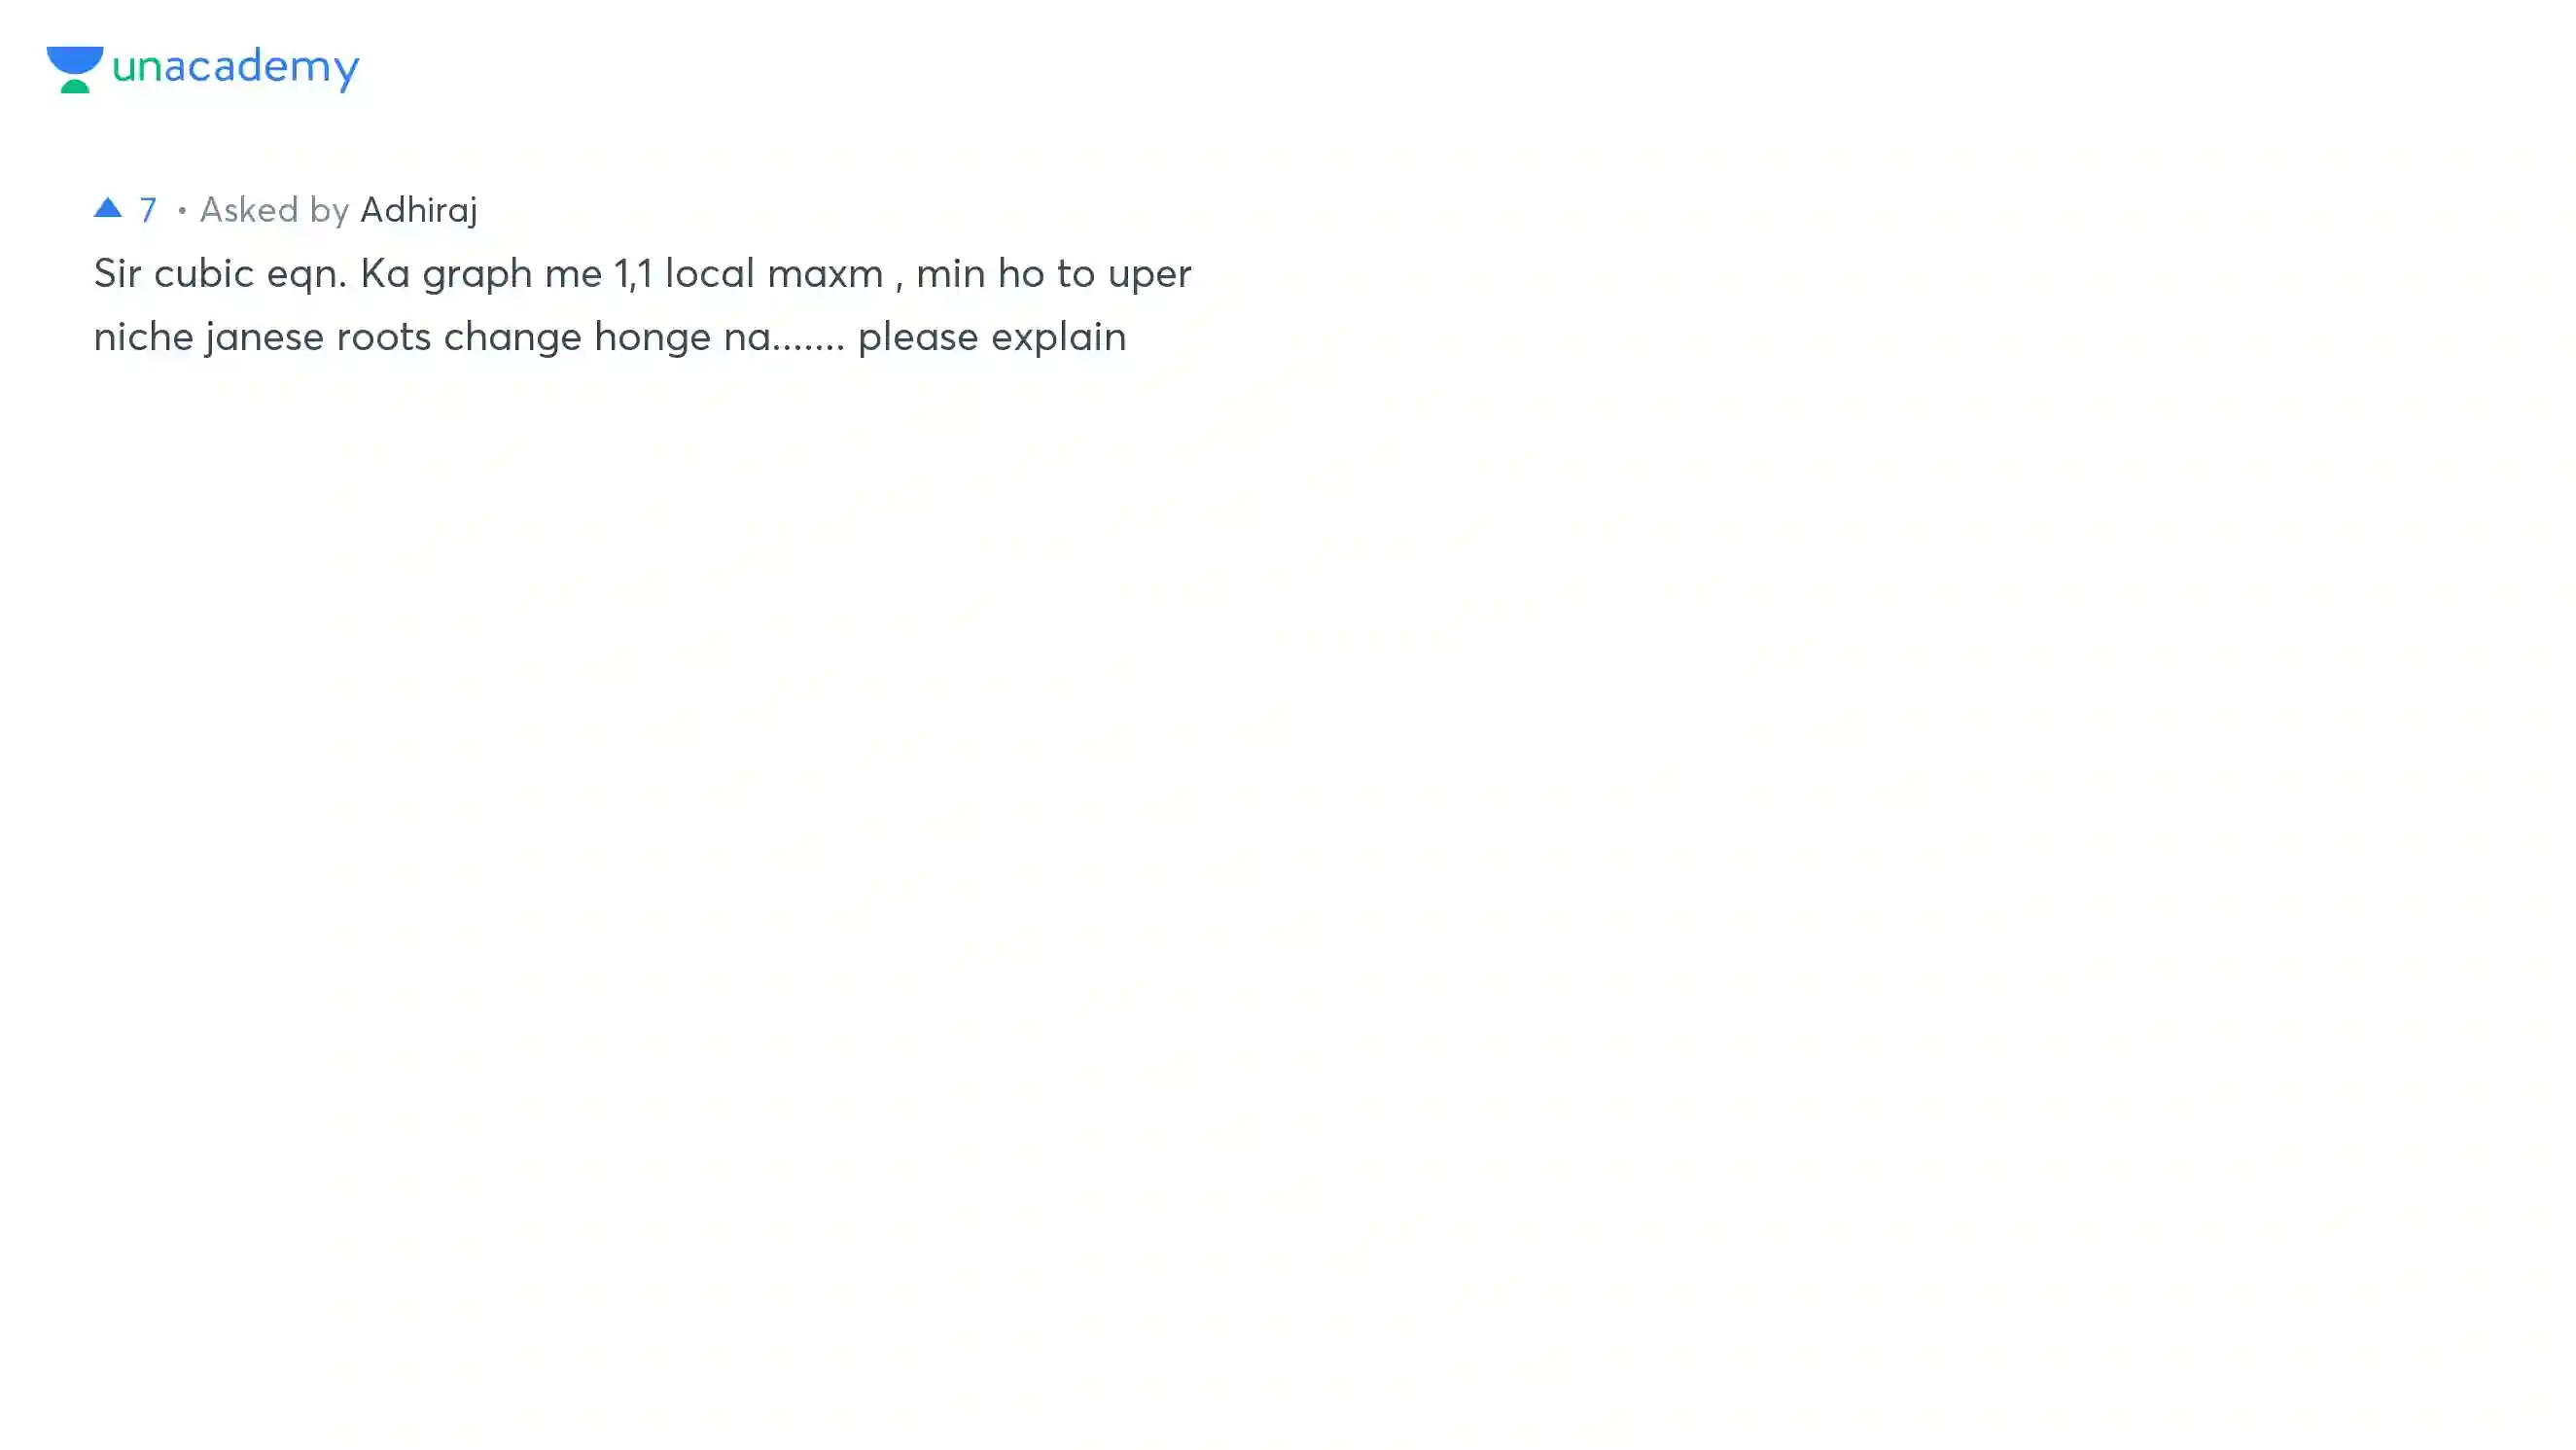 unacademy
▲ 7 • Asked by Adhiraj
Sir cubic eqn. Ka graph me 1,1 local maxm , min ho to uper
niche janese roots change honge na....... please explain